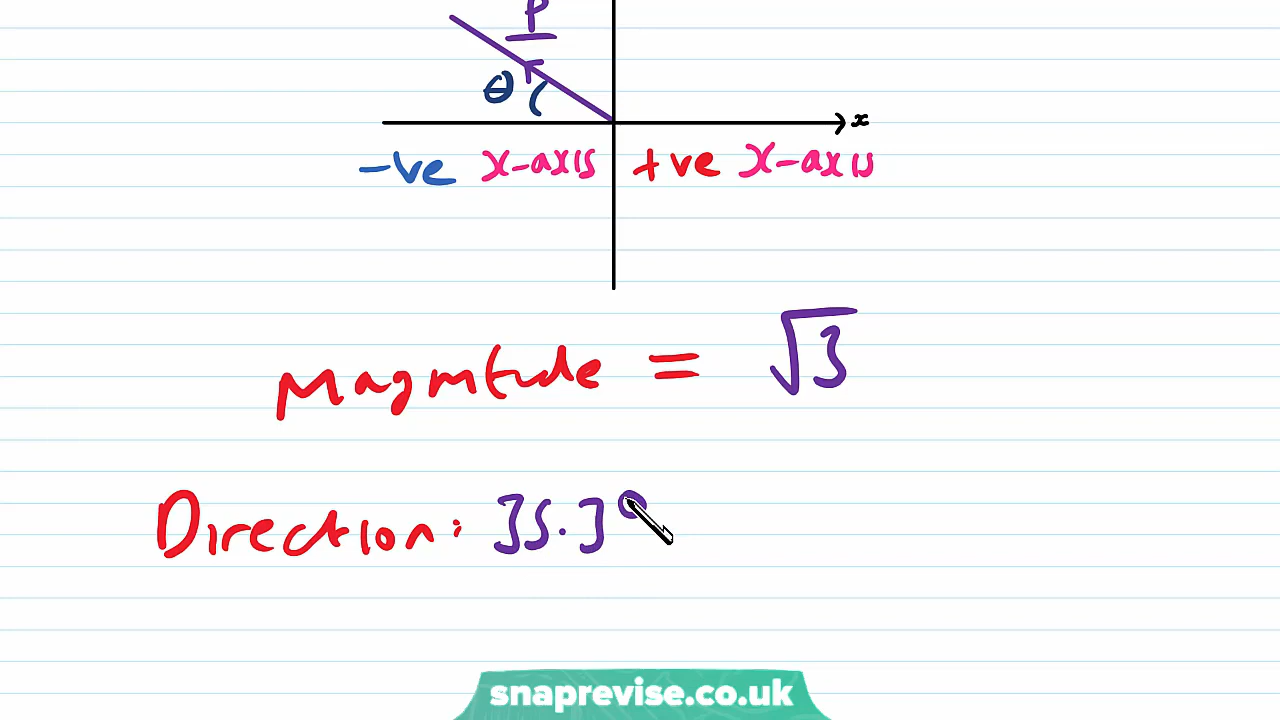 P
θ
x
-ve x-axis +ve x-axis
Magnitude = √3
Direction: 35.3°
snaprevise.co.uk